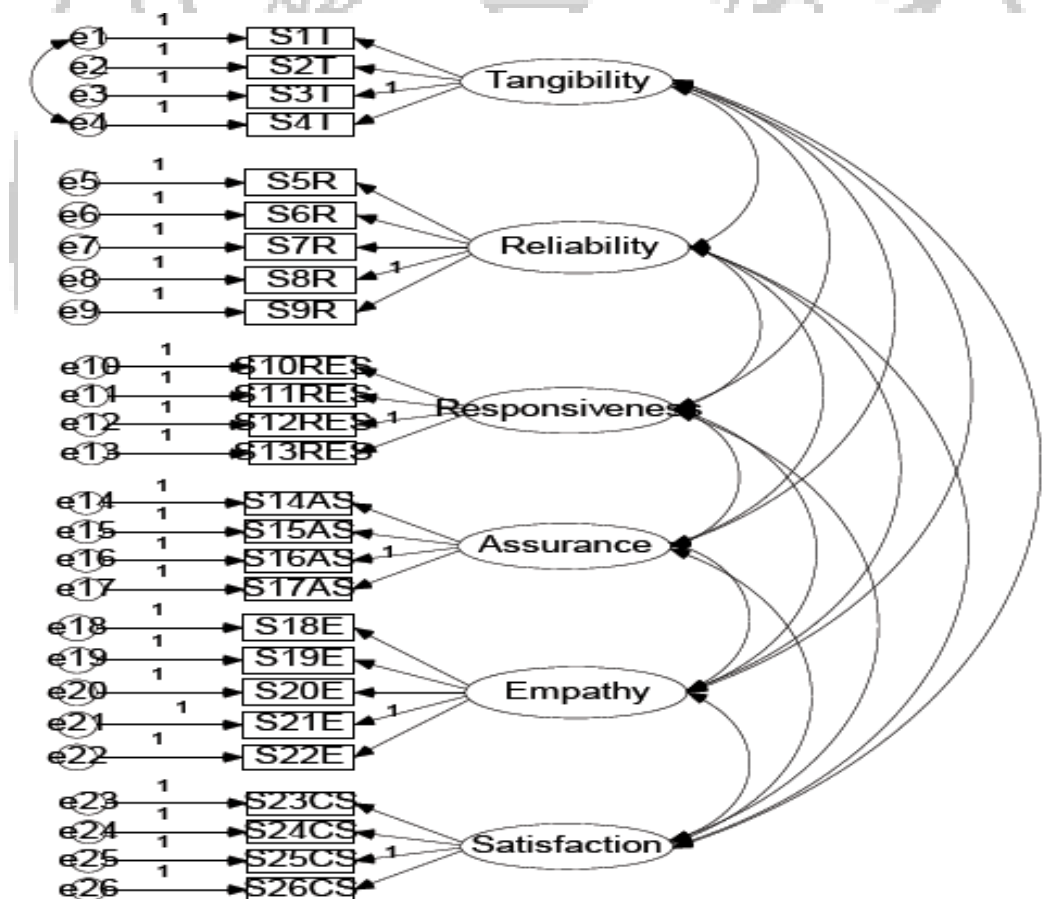 1
e1 S1T
1
e2 S2T Tangibility
1
e3 S3T 1
1
e4 S4T
1
e5 S5R
1
e6 S6R
1
e7 S7R Reliability
1
e8 S8R 1
1
e9 S9R
1
e10 S10RES
1
e11 S11RES
1
e12 S12RES 1 Responsiveness
1
e13 S13RES
1
e14 S14AS
1
e15 S15AS Assurance
1
e16 S16AS 1
1
e17 S17AS
1
e18 S18E
1
e19 S19E
1
e20 S20E Empathy
1
e21 S21E 1
1
e22 S22E
1
e23 S23CS
1
e24 S24CS Satisfaction
1
e25 S25CS 1
1
e26 S26CS